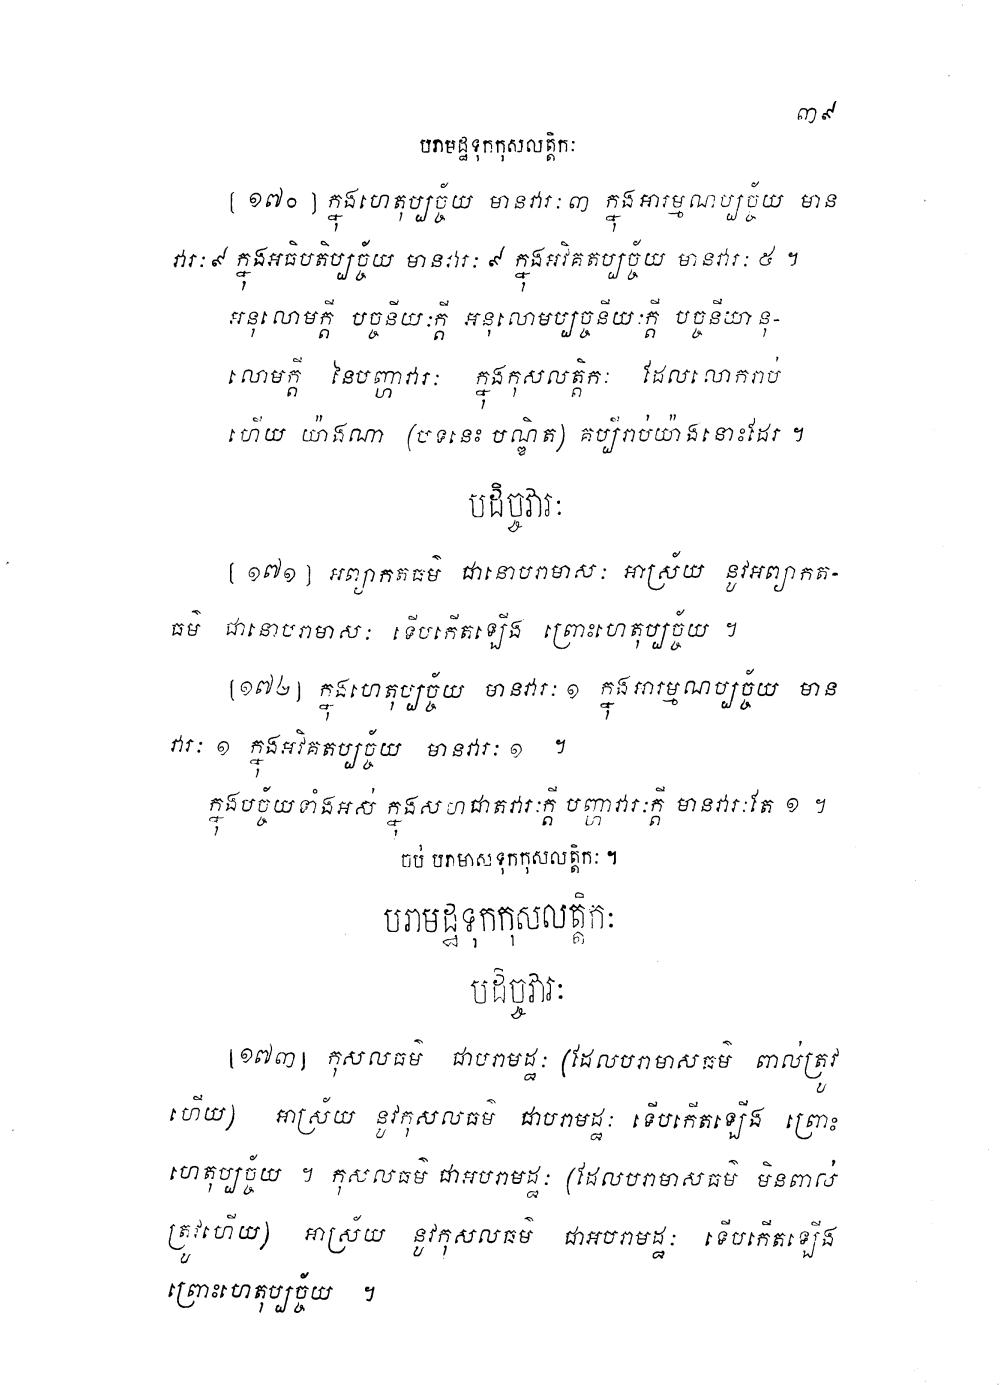 ៣៩
បរាមដ្ឋទុកកុសលត្តិកៈ
[ ១៧០ ] ក្នុងហេតុប្បច្ច័យ មានវារៈ ៣ ក្នុងអារម្មណប្បច្ច័យ មាន
វារៈ ៩ ក្នុងអធិបតិប្បច្ច័យ មានវារៈ ៩ ក្នុងអវិគតប្បច្ច័យ មានវារៈ ៥ ។
អនុលោមក្តី បច្ចនីយៈក្តី អនុលោមប្បច្ចនីយៈក្តី បច្ចនីយានុ-
លោមក្តី នៃបញ្ហាវារៈ ក្នុងកុសលត្តិកៈ ដែលលោករាប់
ហើយ យ៉ាងណា (បទនេះ បណ្ឌិត) គប្បីរាប់យ៉ាងនោះដែរ ។
បដិច្ចវារៈ
[ ១៧១ ] អព្យាកតធម៌ ជានោបរាមាសៈ អាស្រ័យ នូវអព្យាកត-
ធម៌ ជានោបរាមាសៈ ទើបកើតឡើង ព្រោះហេតុប្បច្ច័យ ។
[១៧២] ក្នុងហេតុប្បច្ច័យ មានវារៈ ១ ក្នុងអារម្មណប្បច្ច័យ មាន
វារៈ ១ ក្នុងអវិគតប្បច្ច័យ មានវារៈ ១ ។
ក្នុងបច្ច័យទាំងអស់ ក្នុងសហជាតវារៈក្តី បញ្ហាវារៈក្តី មានវារៈតែ ១ ។
ចប់ បរាមាសទុកកុសលត្តិកៈ ។
បរាមដ្ឋទុកកុសលត្តិកៈ
បដិច្ចវារៈ
[១៧៣] កុសលធម៌ ជាបរាមដ្ឋៈ (ដែលបរាមាសធម៌ ពាល់ត្រូវ
ហើយ) អាស្រ័យ នូវកុសលធម៌ ជាបរាមដ្ឋៈ ទើបកើតឡើង ព្រោះ
ហេតុប្បច្ច័យ ។ កុសលធម៌ ជាអបរាមដ្ឋៈ (ដែលបរាមាសធម៌ មិនពាល់
ត្រូវហើយ) អាស្រ័យ នូវកុសលធម៌ ជាអបរាមដ្ឋៈ ទើបកើតឡើង
ព្រោះហេតុប្បច្ច័យ ។